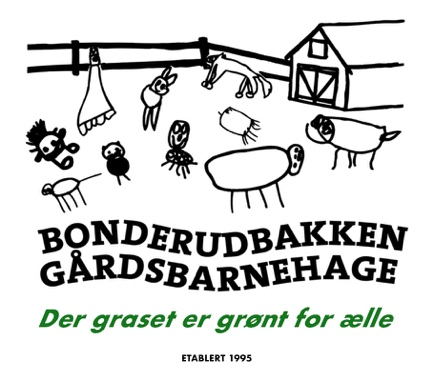 BONDERUDBAKKEN
GÅRDSBARNEHAGE
Der graset er grønt for ælle
ETABLERT 1995